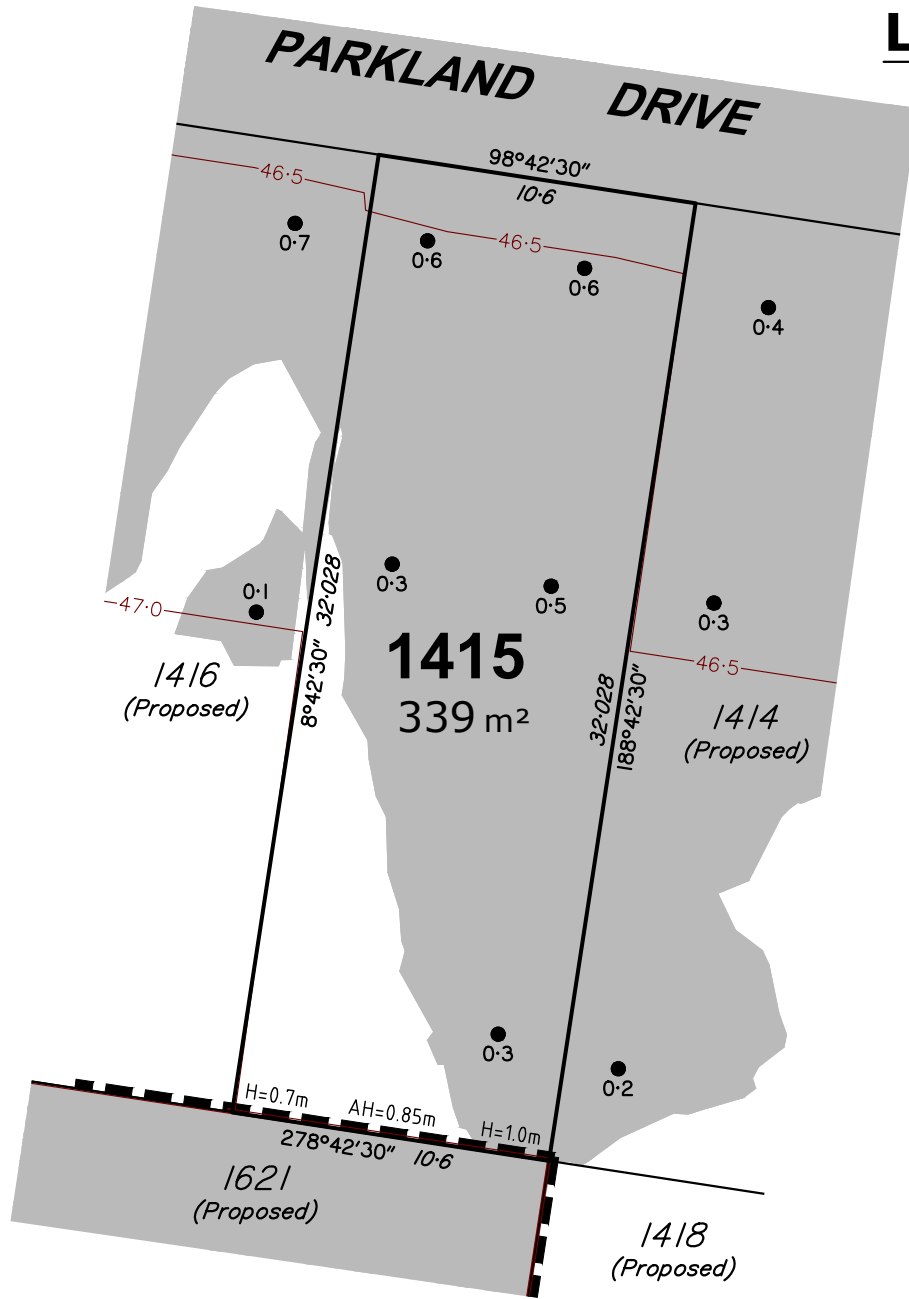 L
PARKLAND DRIVE
98°42'30"
10·6
46·5
46·5
0·7
0·6
0·6
0·4
0·3
0·5
0·1
0·3
47·0
32·028
8°42'30"
1415
339 m²
1416
(Proposed)
32·028
188°42'30"
46·5
1414
(Proposed)
0·3
0·2
H=0.7m
AH=0.85m
H=1.0m
278°42'30" 10·6
1621
(Proposed)
1418
(Proposed)